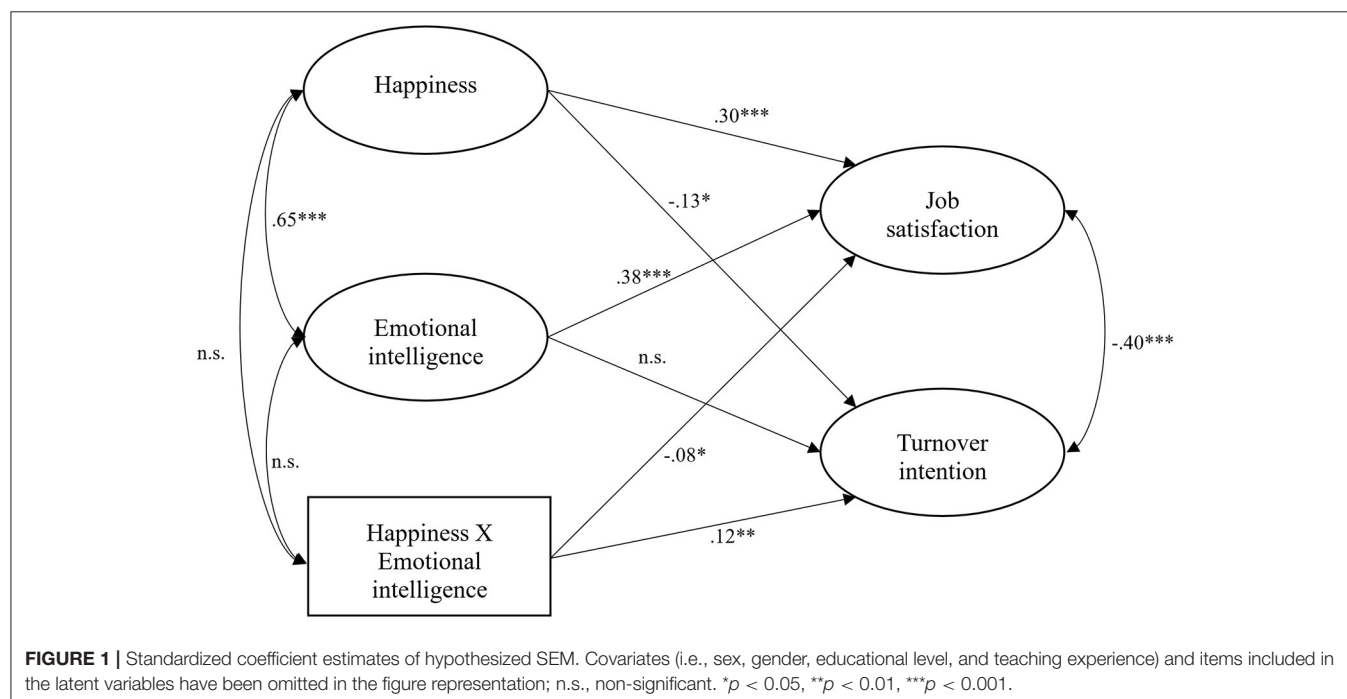 Happiness
.30***
Job
satisfaction
-.13*
.65***
.38***
Emotional
intelligence
n.s.
n.s.
-.40***
Turnover
intention
-.08*
n.s.
.12**
Happiness X
Emotional
intelligence
FIGURE 1 | Standardized coefficient estimates of hypothesized SEM. Covariates (i.e., sex, gender, educational level, and teaching experience) and items included in
the latent variables have been omitted in the figure representation; n.s., non-significant. *p < 0.05, **p < 0.01, ***p < 0.001.